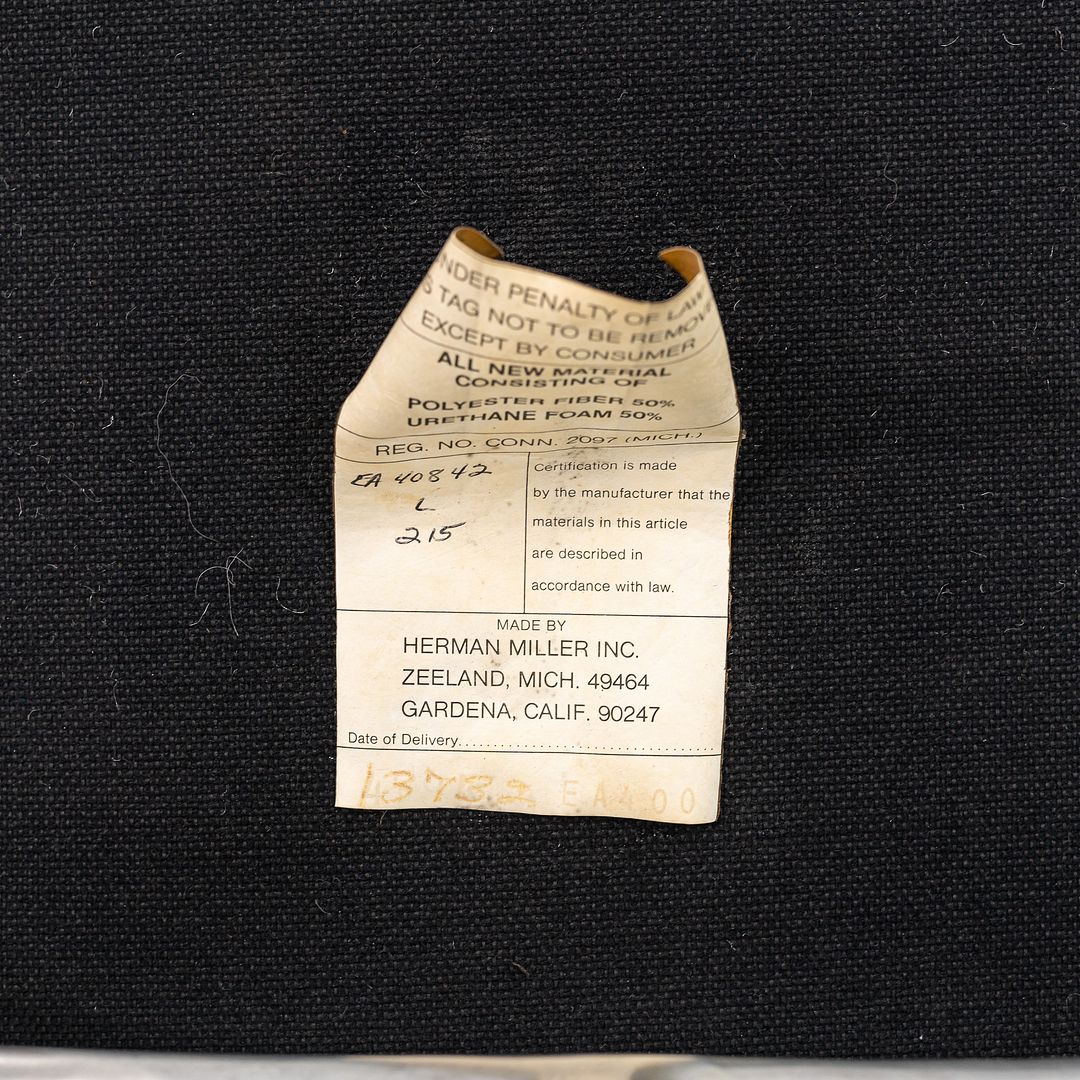 NDER PENALTY OF LAW
S TAG NOT TO BE REMOV
EXCEPT BY CONSUMER
ALL NEW MATERIAL
CONSISTING OF
POLYESTER FIBER 50%
URETHANE FOAM 50%
REG. NO. CONN. 2097 (MICH.)
EA 40842
L
215
Certification is made
by the manufacturer that the
materials in this article
are described in
accordance with law.
MADE BY
HERMAN MILLER INC.
ZEELAND, MICH. 49464
GARDENA, CALIF. 90247
Date of Delivery
13732 EA400